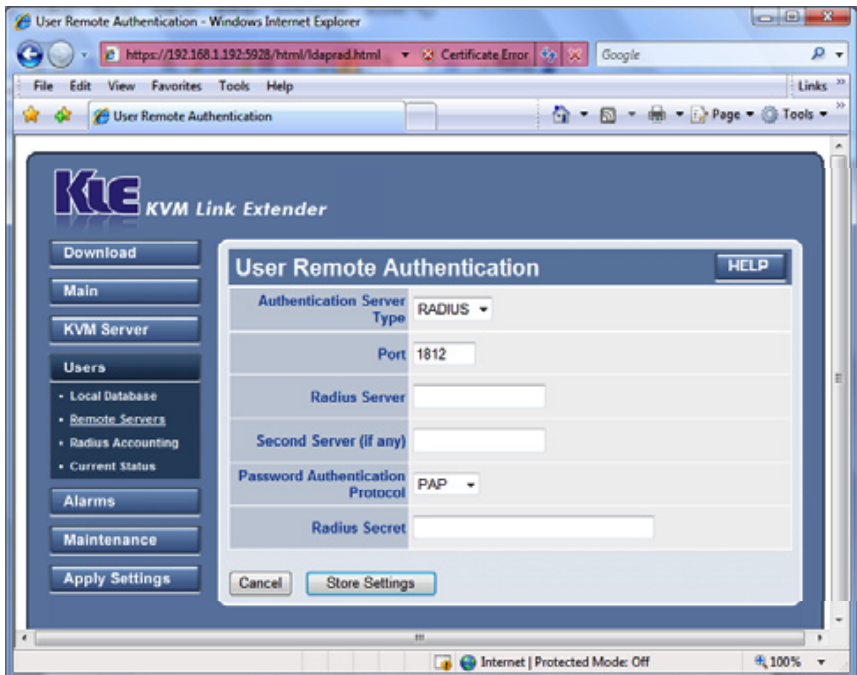 User Remote Authentication - Windows Internet Explorer
https://192.168.1.192:5928/html/ldaprad.html
Certificate Error
Google
File Edit View Favorites Tools Help
Links
User Remote Authentication
Page Tools
KLE KVM Link Extender
Download
Main
KVM Server
Users
Local Database
Remote Servers
Radius Accounting
Current Status
Alarms
Maintenance
Apply Settings
User Remote Authentication
HELP
Authentication Server Type
RADIUS
Port
1812
Radius Server
Second Server (if any)
Password Authentication Protocol
PAP
Radius Secret
Cancel
Store Settings
Internet | Protected Mode: Off
100%